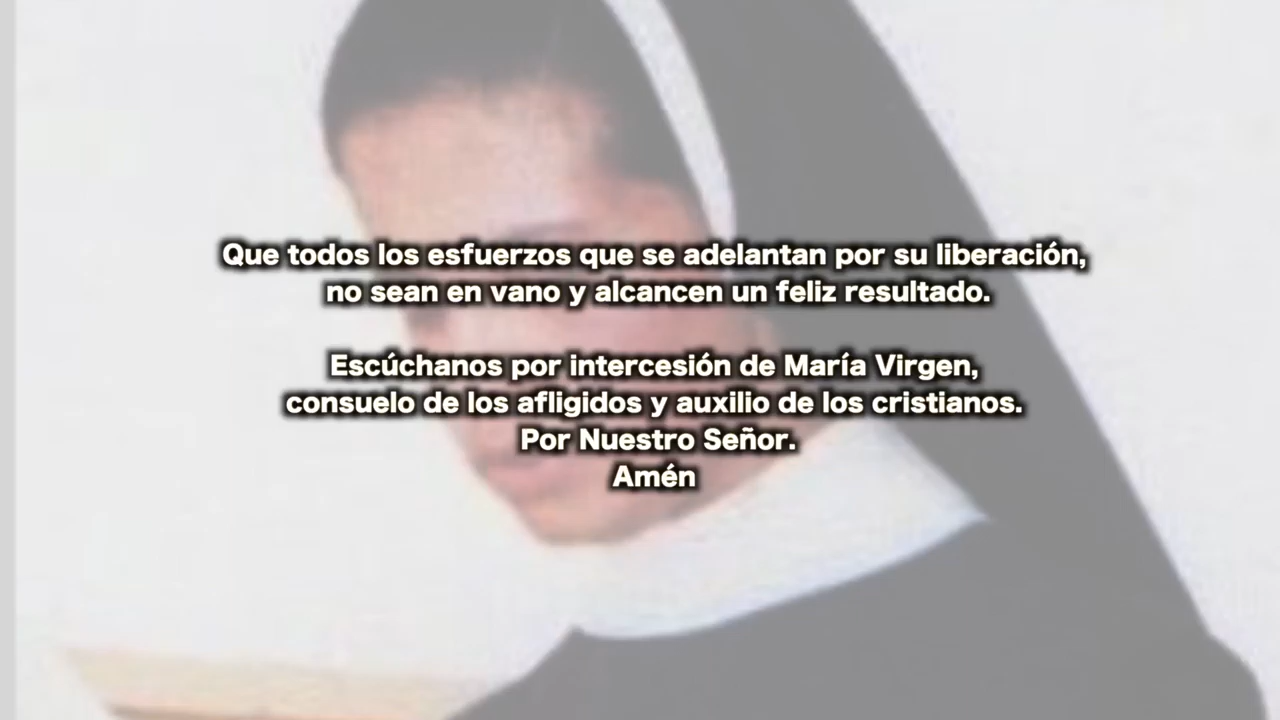 Que todos los esfuerzos que se adelantan por su liberación,
no sean en vano y alcancen un feliz resultado.
Escúchanos por intercesión de María Virgen,
consuelo de los afligidos y auxilio de los cristianos.
Por Nuestro Señor.
Amén